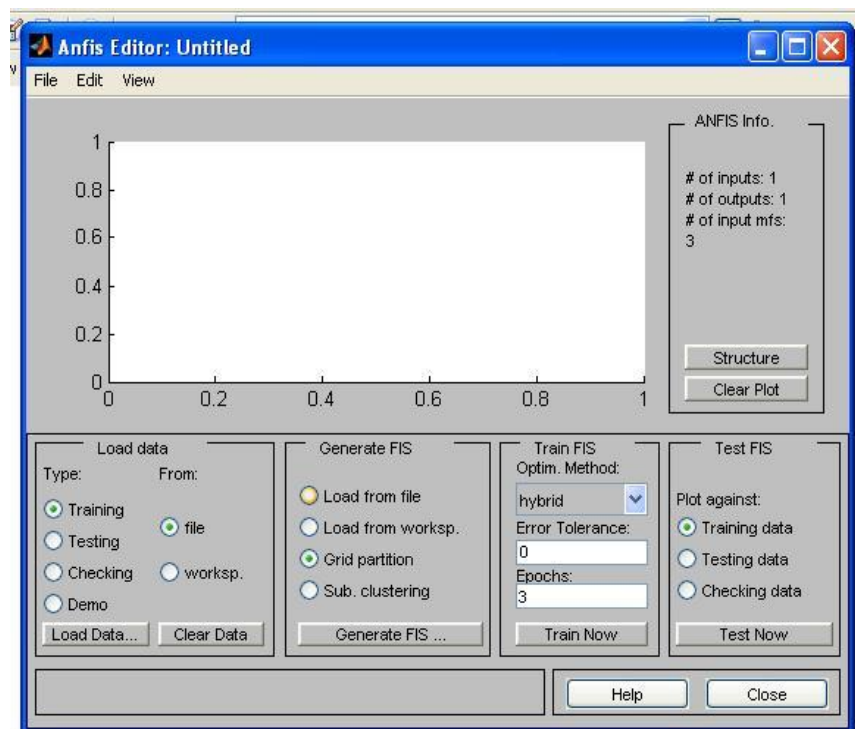 Anfis Editor: Untitled
File Edit View
ANFIS Info.
# of inputs: 1
# of outputs: 1
# of input mfs:
3
Structure
Clear Plot
1
0.8
0.6
0.4
0.2
0
0 0.2 0.4 0.6 0.8 1
Load data
Type: From:
Training
file
Testing
Checking
worksp.
Demo
Load Data... Clear Data
Generate FIS
Load from file
Load from worksp.
Grid partition
Sub. clustering
Generate FIS ...
Train FIS
Optim. Method:
hybrid
Error Tolerance:
0
Epochs:
3
Train Now
Test FIS
Plot against:
Training data
Testing data
Checking data
Test Now
Help Close